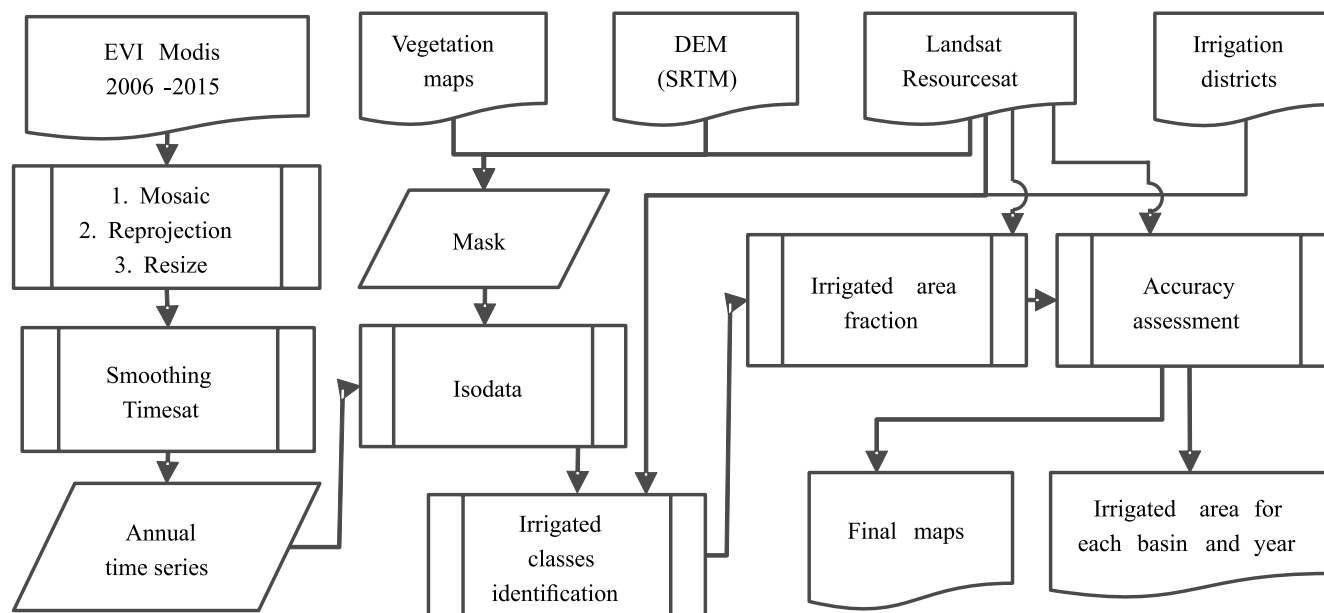 EVI Modis
2006 -2015
Vegetation
maps
DEM
(SRTM)
Landsat
Resourcesat
Irrigation
districts
1. Mosaic
2. Reprojection
3. Resize
Mask
Irrigated area
fraction
Accuracy
assessment
Smoothing
Timesat
Isodata
Annual
time series
Irrigated
classes
identification
Final maps
Irrigated area for
each basin and year